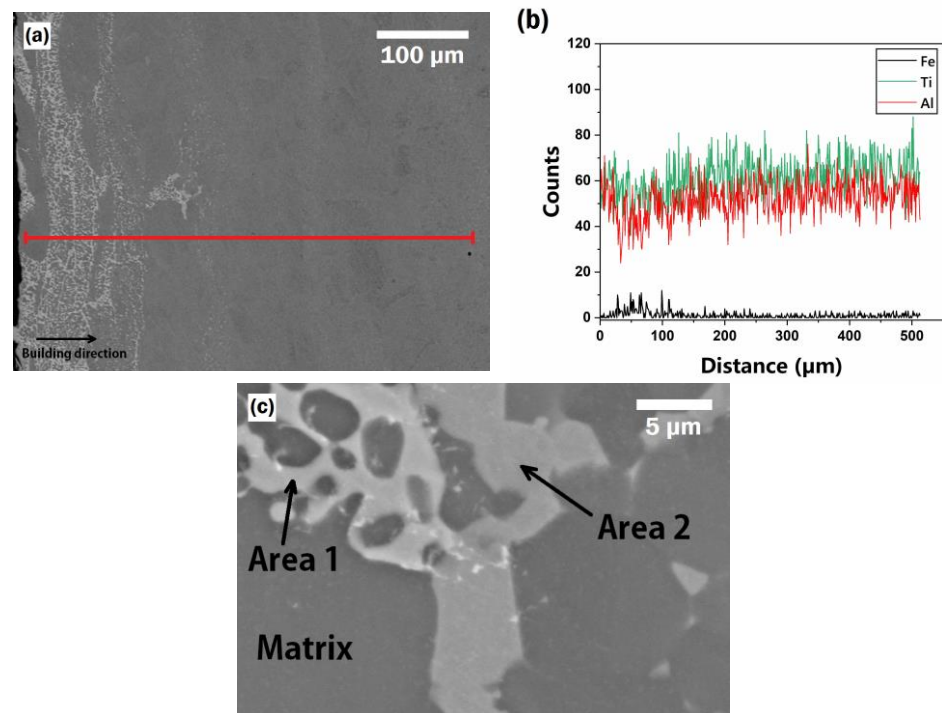 (a)
100 µm
Building direction
(b)
120
100
80
60
40
20
0
Counts
Fe
Ti
Al
0 100 200 300 400 500
Distance (µm)
(c)
5 µm
Area 1
Area 2
Matrix